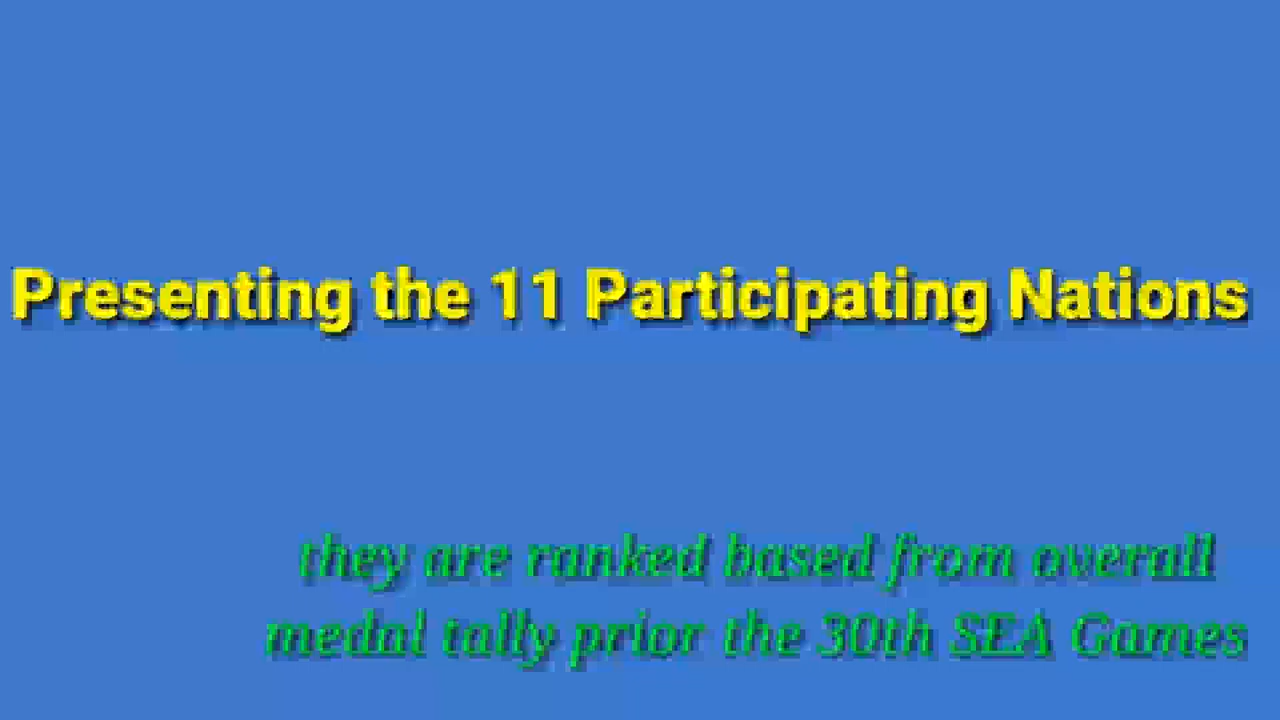 Presenting the 11 Participating Nations
they are ranked based from overall
medal tally prior the 30th SEA Games